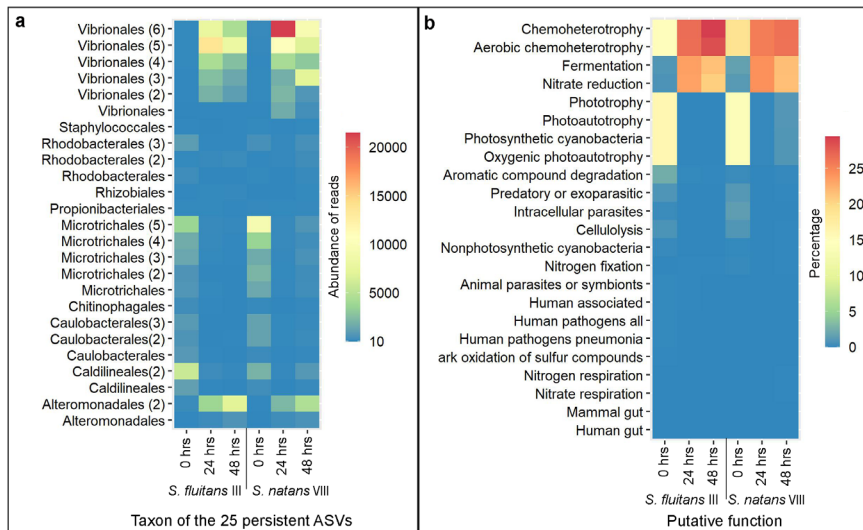 a
Vibrionales (6)
Vibrionales (5)
Vibrionales (4)
Vibrionales (3)
Vibrionales (2)
Vibrionales
Staphylococcales
Rhodobacterales (3)
Rhodobacterales (2)
Rhodobacterales
Rhizobiales
Propionibacteriales
Microtrichales (5)
Microtrichales (4)
Microtrichales (3)
Microtrichales (2)
Microtrichales
Chitinophagales
Caulobacterales(3)
Caulobacterales(2)
Caulobacterales
Caldilineales(2)
Caldilineales
Alteromonadales (2)
Alteromonadales
0 hrs
24 hrs
48 hrs
0 hrs
24 hrs
48 hrs
S. fluitans III
S. natans VIII
Taxon of the 25 persistent ASVs
Abundance of reads
20000
15000
10000
5000
10
b
Chemoheterotrophy
Aerobic chemoheterotrophy
Fermentation
Nitrate reduction
Phototrophy
Photoautotrophy
Photosynthetic cyanobacteria
Oxygenic photoautotrophy
Aromatic compound degradation
Predatory or exoparasitic
Intracellular parasites
Cellulolysis
Nonphotosynthetic cyanobacteria
Nitrogen fixation
Animal parasites or symbionts
Human associated
Human pathogens all
Human pathogens pneumonia
ark oxidation of sulfur compounds
Nitrogen respiration
Nitrate respiration
Mammal gut
Human gut
0 hrs
24 hrs
48 hrs
0 hrs
24 hrs
48 hrs
S. fluitans III
S. natans VIII
Putative function
Percentage
25
20
15
10
5
0